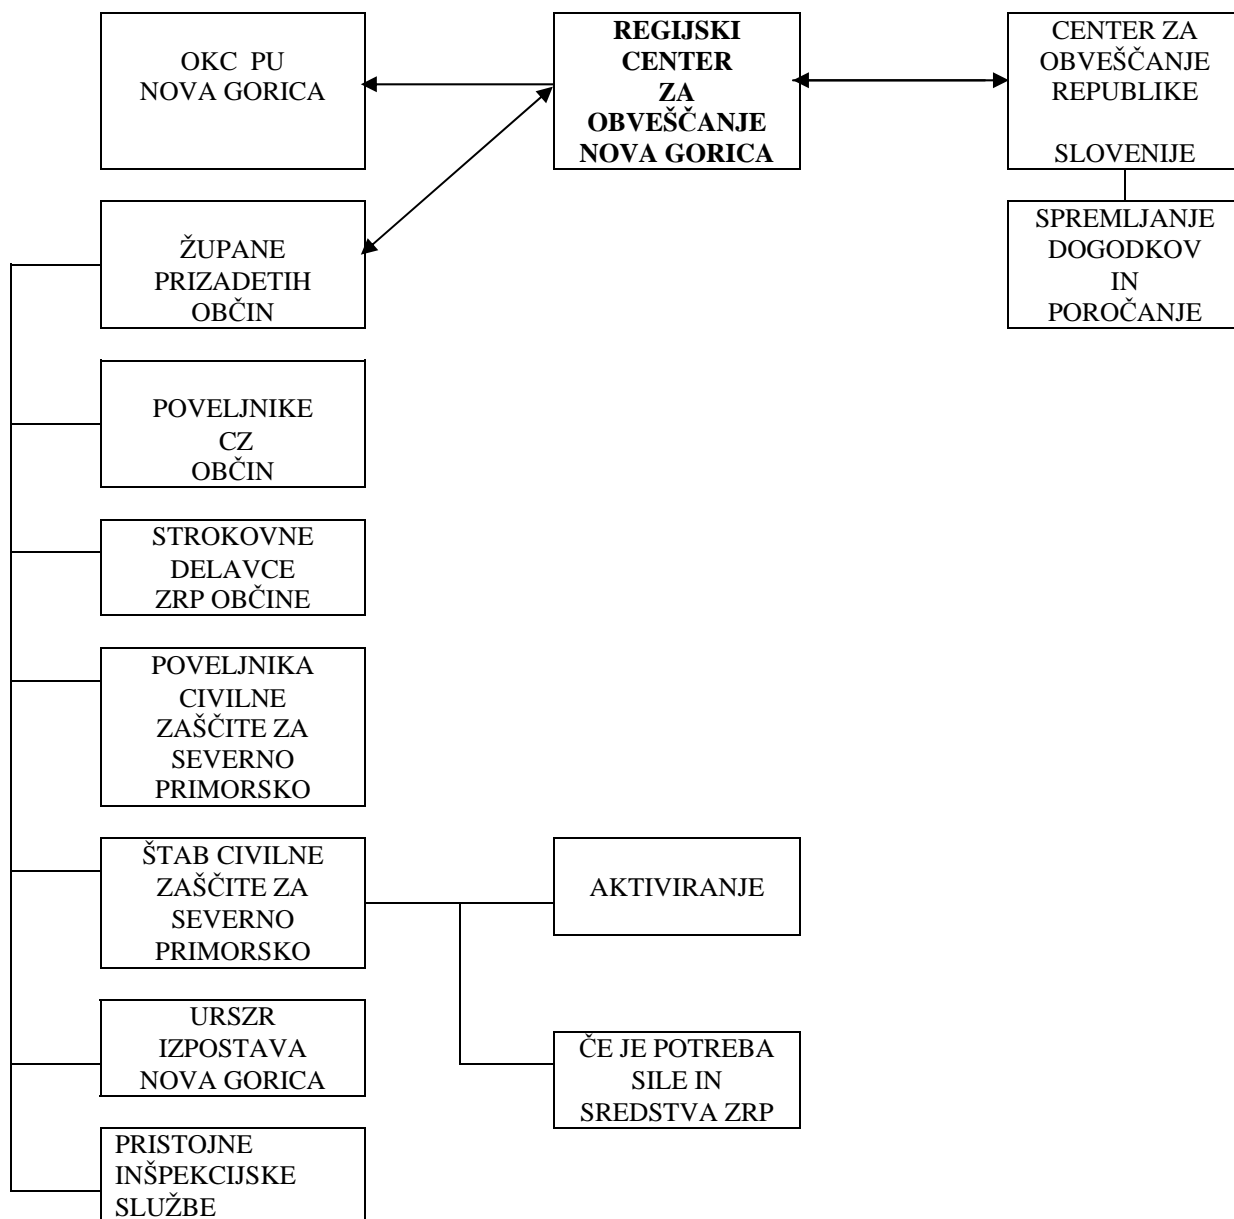 OKC PU
NOVA GORICA
REGIJSKI
CENTER
ZA
OBVEŠČANJE
NOVA GORICA
CENTER ZA
OBVEŠČANJE
REPUBLIKE
SLOVENIJE
ŽUPANE
PRIZADETIH
OBČIN
SPREMLJANJE
DOGODKOV
IN
POROČANJE
POVELJNIKE
CZ
OBČIN
STROKOVNE
DELAVCE
ZRP OBČINE
POVELJNIKA
CIVILNE
ZAŠČITE ZA
SEVERNO
PRIMORSKO
ŠTAB CIVILNE
ZAŠČITE ZA
SEVERNO
PRIMORSKO
AKTIVIRANJE
URSZR
IZPOSTAVA
NOVA GORICA
ČE JE POTREBA
SILE IN
SREDSTVA ZRP
PRISTOJNE
INŠPEKCIJSKE
SLUŽBE